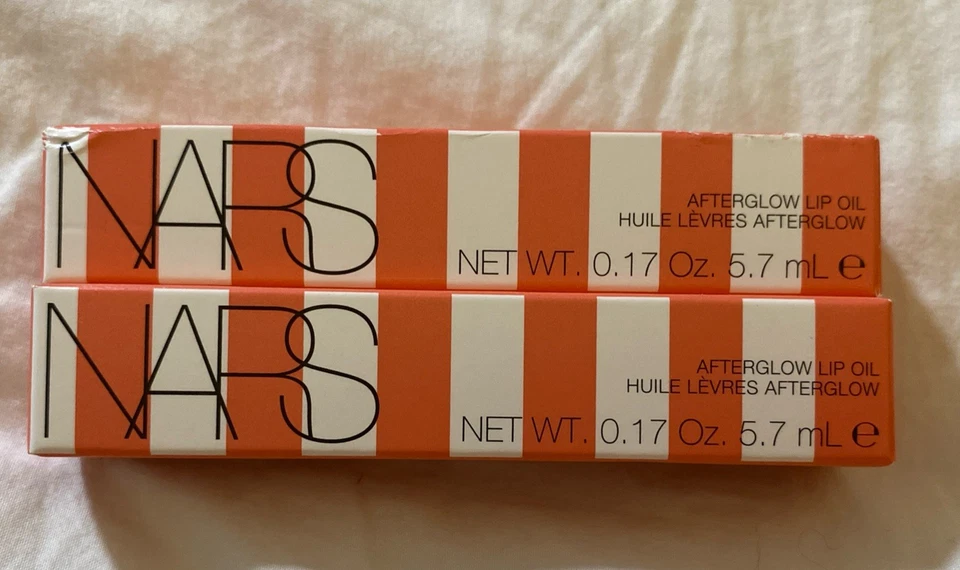 NARS
AFTERGLOW LIP OIL
HUILE LÈVRES AFTERGLOW
NET WT. 0.17 Oz. 5.7 mL ℮
NARS
AFTERGLOW LIP OIL
HUILE LÈVRES AFTERGLOW
NET WT. 0.17 Oz. 5.7 mL ℮